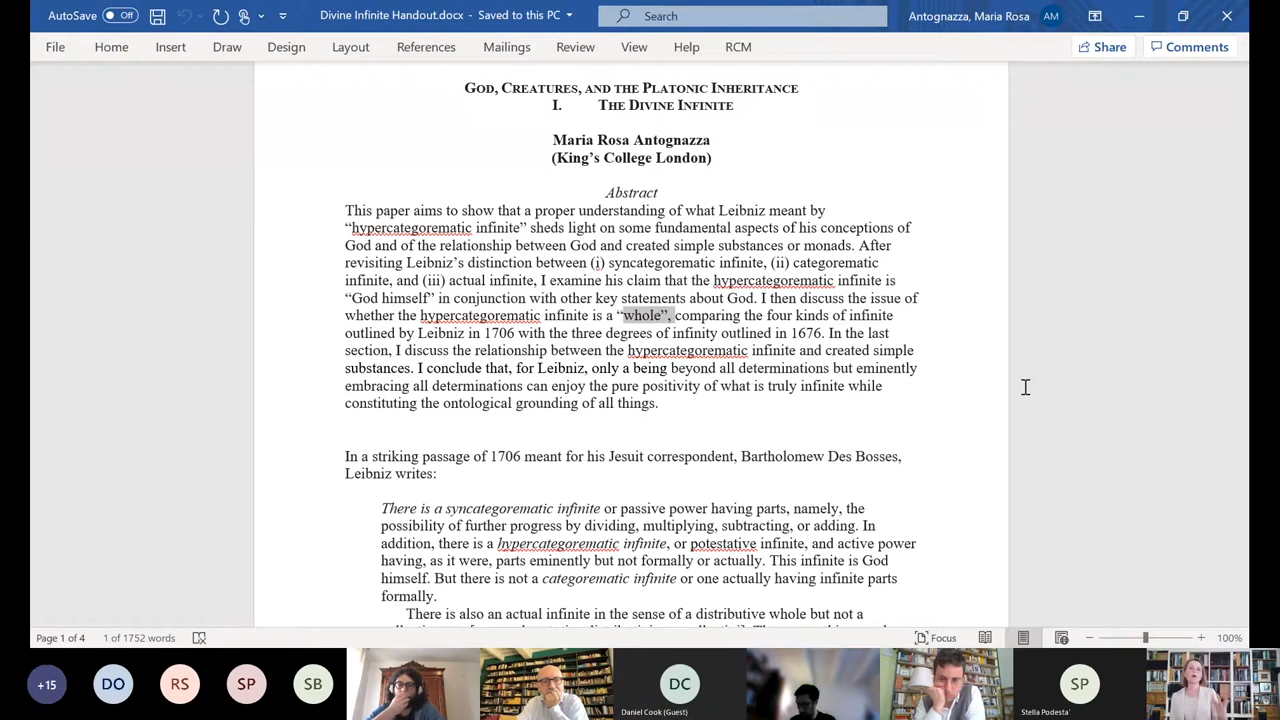 AutoSave Off Divine Infinite Handout.docx - Saved to this PC Search Antognazza, Maria Rosa AM
File Home Insert Draw Design Layout References Mailings Review View Help RCM Share Comments
GOD, CREATURES, AND THE PLATONIC INHERITANCE
I. THE DIVINE INFINITE
Maria Rosa Antognazza
(King's College London)
Abstract
This paper aims to show that a proper understanding of what Leibniz meant by
“hypercategorematic infinite” sheds light on some fundamental aspects of his conceptions of
God and of the relationship between God and created simple substances or monads. After
revisiting Leibniz’s distinction between (i) syncategorematic infinite, (ii) categorematic
infinite, and (iii) actual infinite, I examine his claim that the hypercategorematic infinite is
“God himself” in conjunction with other key statements about God. I then discuss the issue of
whether the hypercategorematic infinite is a “whole”, comparing the four kinds of infinite
outlined by Leibniz in 1706 with the three degrees of infinity outlined in 1676. In the last
section, I discuss the relationship between the hypercategorematic infinite and created simple
substances. I conclude that, for Leibniz, only a being beyond all determinations but eminently
embracing all determinations can enjoy the pure positivity of what is truly infinite while
constituting the ontological grounding of all things.
In a striking passage of 1706 meant for his Jesuit correspondent, Bartholomew Des Bosses,
Leibniz writes:
There is a syncategorematic infinite or passive power having parts, namely, the
possibility of further progress by dividing, multiplying, subtracting, or adding. In
addition, there is a hypercategorematic infinite, or potestative infinite, and active power
having, as it were, parts eminently but not formally or actually. This infinite is God
himself. But there is not a categorematic infinite or one actually having infinite parts
formally.
There is also an actual infinite in the sense of a distributive whole but not a
Page 1 of 4 1 of 1752 words Focus 100%
+15 DO RS SP SB DC SP
Daniel Cook (Guest) Stella Podesta'